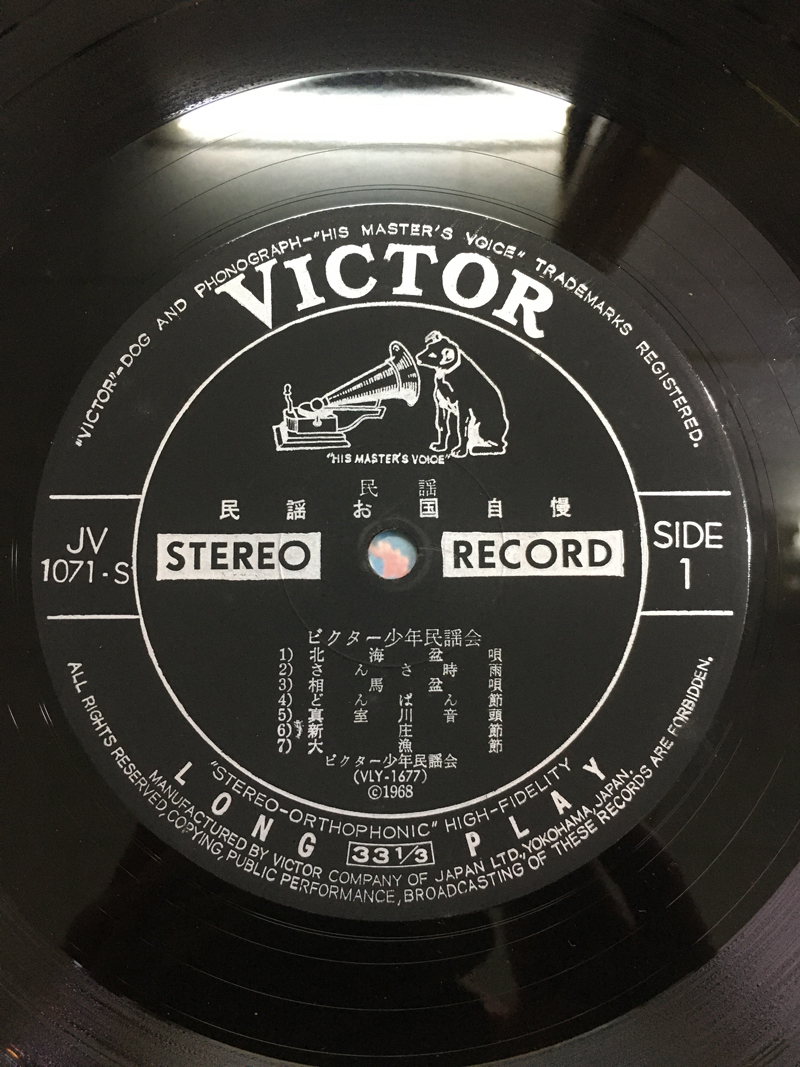 "VICTOR"–DOG AND PHONOGRAPH–"HIS MASTER'S VOICE" TRADEMARKS REGISTERED.
VICTOR
"HIS MASTER'S VOICE"
民謡
民謡お国自慢
STEREO RECORD
JV
1071-S
SIDE
1
ビクター少年民謡会
1) 北海盆唄
2) さんさ時雨
3) 相馬盆唄
4) どんばん節
5) 真室川音頭
6) 新庄節
7) 大漁節
ビクター少年民謡会
(VLY-1677)
©1968
"STEREO-ORTHOPHONIC" HIGH-FIDELITY
LONG 33 1/3 PLAY
MANUFACTURED BY VICTOR COMPANY OF JAPAN LTD., YOKOHAMA, JAPAN.
ALL RIGHTS RESERVED, COPYING, PUBLIC PERFORMANCE, BROADCASTING OF THESE RECORDS ARE FORBIDDEN.